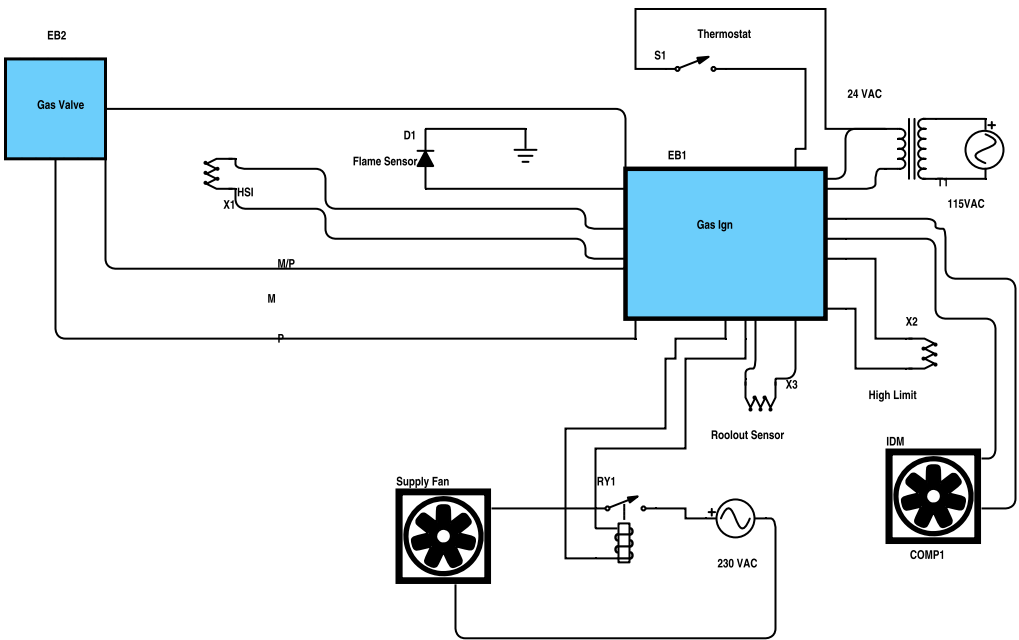 EB2
Thermostat
S1
24 VAC
Gas Valve
D1
Flame Sensor
EB1
+
HSI
X1
T1
115VAC
Gas Ign
M/P
M
P
X2
X3
High Limit
Roolout Sensor
IDM
Supply Fan
RY1
+
230 VAC
COMP1